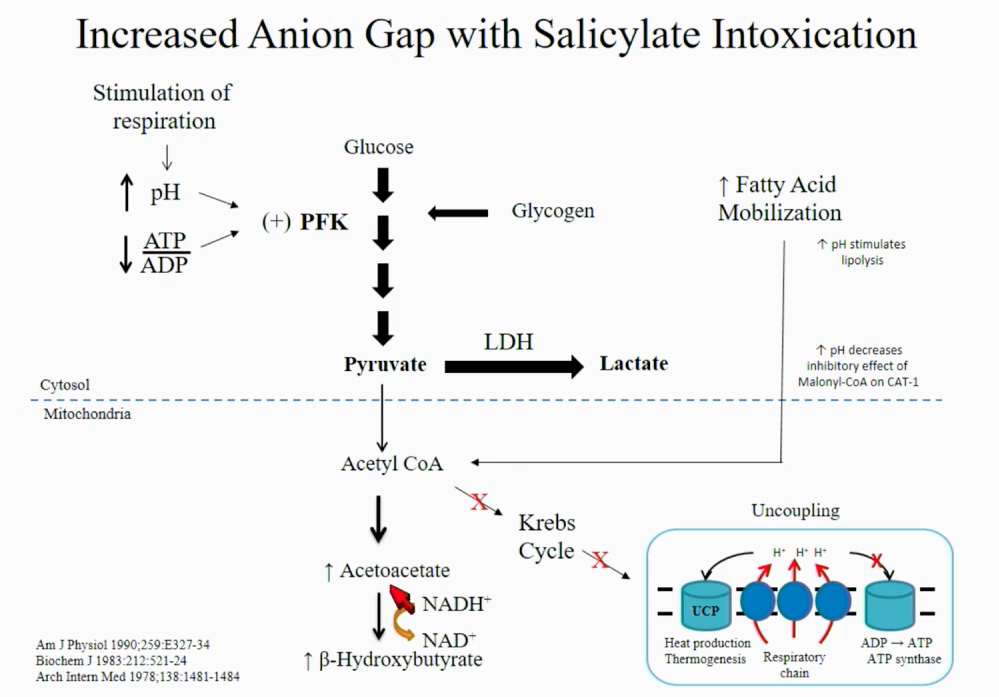 Increased Anion Gap with Salicylate Intoxication
Stimulation of
respiration
↑ pH
↓ ATP
ADP
(+) PFK
Glucose
Glycogen
↑ Fatty Acid
Mobilization
↑ pH stimulates
lipolysis
LDH
Pyruvate
Lactate
↑ pH decreases
inhibitory effect of
Malonyl-CoA on CAT-1
Cytosol
Mitochondria
Acetyl CoA
X
Krebs
Cycle
X
↑ Acetoacetate
NADH⁺
NAD⁺
↑ β-Hydroxybutyrate
Uncoupling
H⁺ H⁺ H⁺
X
UCP
Heat production
Thermogenesis
Respiratory
chain
ADP → ATP
ATP synthase
Am J Physiol 1990;259:E327-34
Biochem J 1983:212:521-24
Arch Intern Med 1978;138:1481-1484